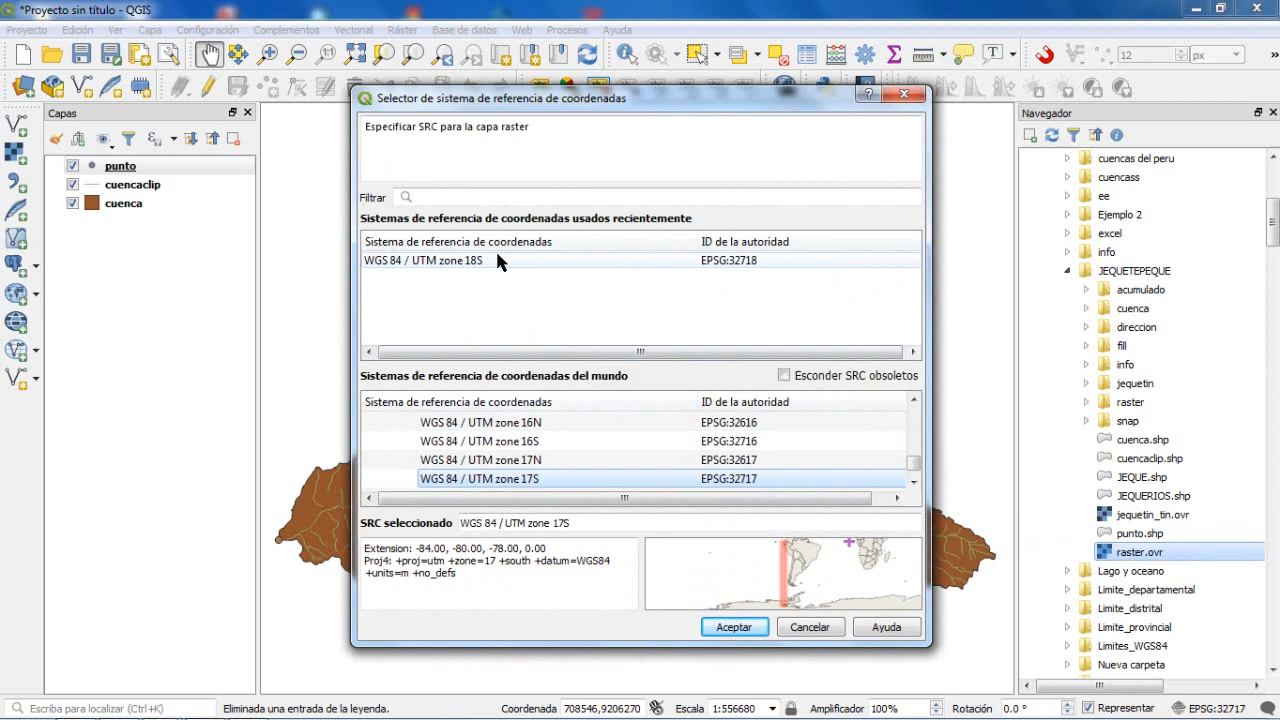 *Proyecto sin título - QGIS
Proyecto Edición Ver Capa Configuración Complementos Vectorial Ráster Base de datos Web Procesos Ayuda
12 px
Capas
punto
cuencaclip
cuenca
Selector de sistema de referencia de coordenadas
Especificar SRC para la capa raster
Filtrar
Sistemas de referencia de coordenadas usados recientemente
Sistema de referencia de coordenadas ID de la autoridad
WGS 84 / UTM zone 18S EPSG:32718
Sistemas de referencia de coordenadas del mundo
Esconder SRC obsoletos
Sistema de referencia de coordenadas ID de la autoridad
WGS 84 / UTM zone 16N EPSG:32616
WGS 84 / UTM zone 16S EPSG:32716
WGS 84 / UTM zone 17N EPSG:32617
WGS 84 / UTM zone 17S EPSG:32717
SRC seleccionado WGS 84 / UTM zone 17S
Extension: -84.00, -80.00, -78.00, 0.00
Proj4: +proj=utm +zone=17 +south +datum=WGS84
+units=m +no_defs
Aceptar Cancelar Ayuda
Navegador
cuencas del peru
cuencass
ee
Ejemplo 2
excel
info
JEQUETEPEQUE
acumulado
cuenca
direccion
fill
info
jequetin
raster
snap
cuenca.shp
cuencaclip.shp
JEQUE.shp
JEQUERIOS.shp
jequetin_tin.ovr
punto.shp
raster.ovr
Lago y oceano
Limite_departamental
Limite_distrital
Limite_provincial
Limites_WGS84
Nueva carpeta
Escriba para localizar (Ctrl+K) Eliminada una entrada de la leyenda. Coordenada 708546,9206270 Escala 1:556680 Amplificador 100% Rotación 0.0 ° Representar EPSG:32717